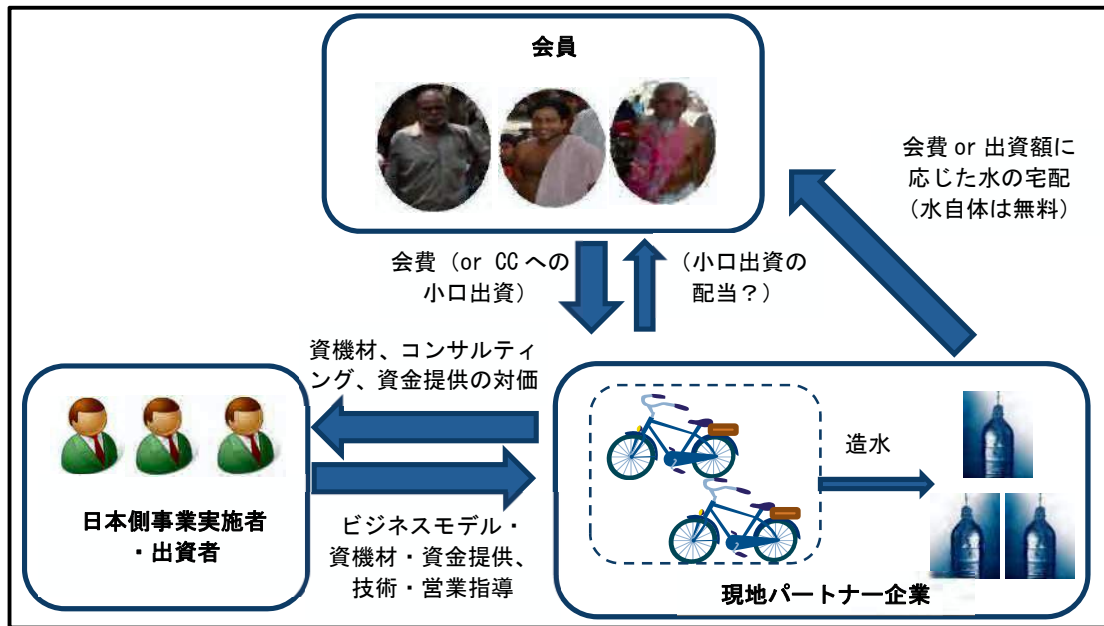 会員
会費 or 出資額に
応じた水の宅配
（水自体は無料）
会費（or CC への
小口出資）
（小口出資の
配当？）
資機材、コンサルティ
ング、資金提供の対価
造水
日本側事業実施者
・出資者
ビジネスモデル・
資機材・資金提供、
技術・営業指導
現地パートナー企業